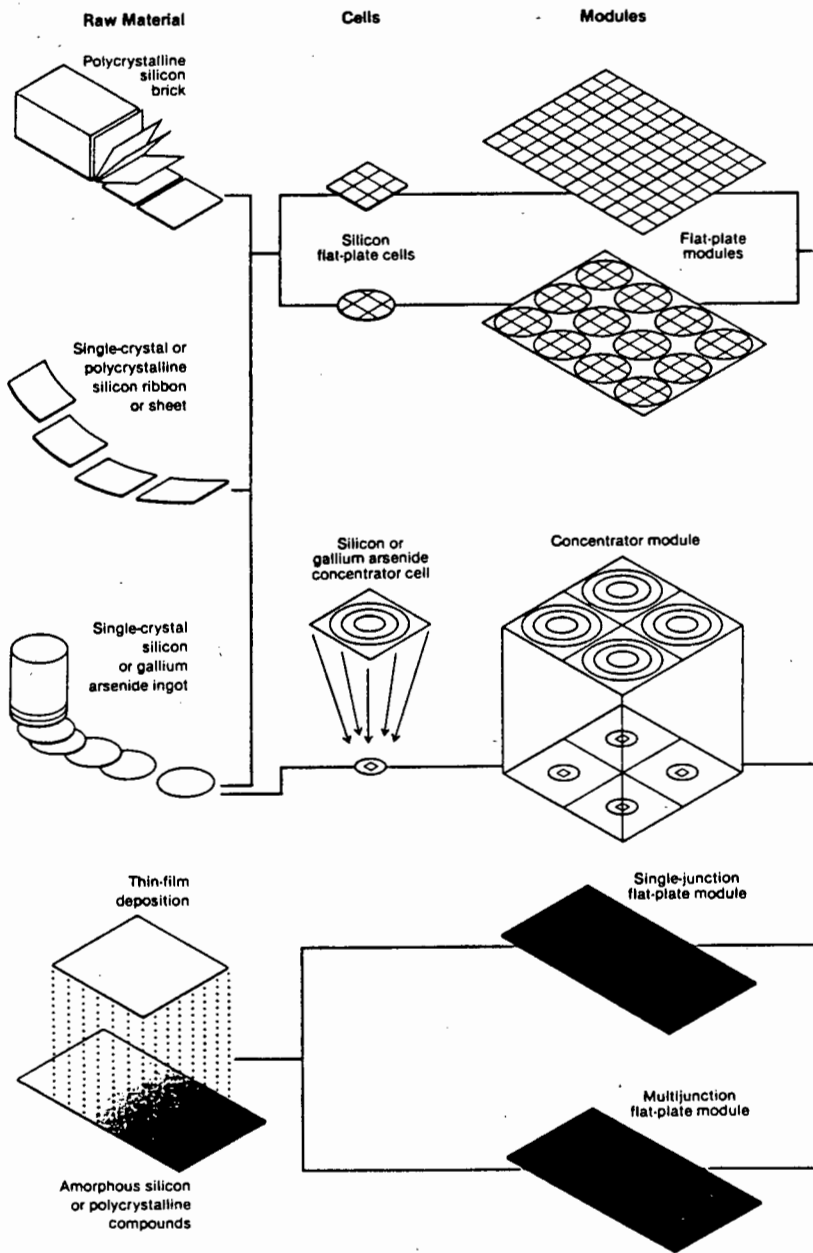 Raw Material
Cells
Modules
Polycrystalline
silicon
brick
Silicon
flat-plate cells
Flat-plate
modules
Single-crystal or
polycrystalline
silicon ribbon
or sheet
Silicon or
gallium arsenide
concentrator cell
Concentrator module
Single-crystal
silicon
or gallium
arsenide ingot
Thin-film
deposition
Single-junction
flat-plate module
Multijunction
flat-plate module
Amorphous silicon
or polycrystalline
compounds